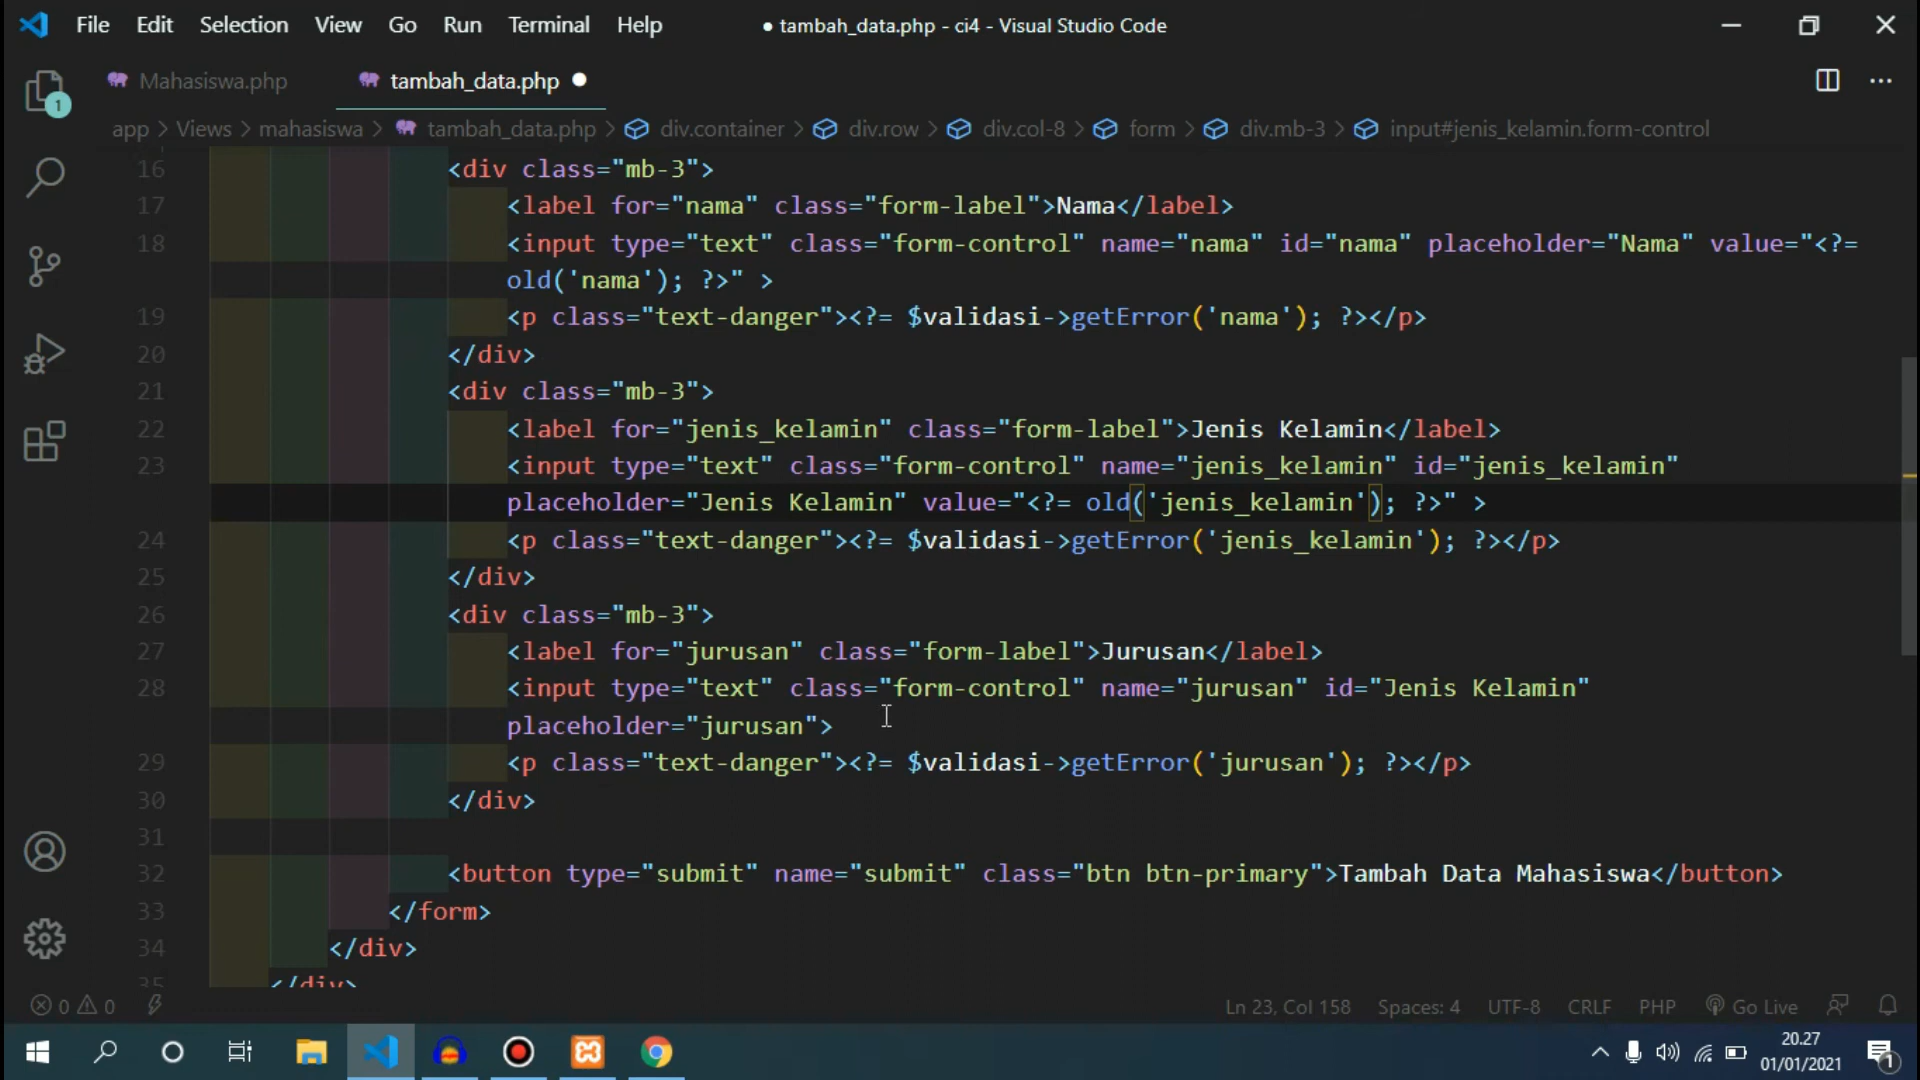 File Edit Selection View Go Run Terminal Help ● tambah_data.php - ci4 - Visual Studio Code
Mahasiswa.php tambah_data.php
1
app > Views > mahasiswa > tambah_data.php > div.container > div.row > div.col-8 > form > div.mb-3 > input#jenis_kelamin.form-control
16 <div class="mb-3">
17 <label for="nama" class="form-label">Nama</label>
18 <input type="text" class="form-control" name="nama" id="nama" placeholder="Nama" value="<?=
old('nama'); ?>" >
19 <p class="text-danger"><?= $validasi->getError('nama'); ?></p>
20 </div>
21 <div class="mb-3">
22 <label for="jenis_kelamin" class="form-label">Jenis Kelamin</label>
23 <input type="text" class="form-control" name="jenis_kelamin" id="jenis_kelamin"
placeholder="Jenis Kelamin" value="<?= old('jenis_kelamin'); ?>" >
24 <p class="text-danger"><?= $validasi->getError('jenis_kelamin'); ?></p>
25 </div>
26 <div class="mb-3">
27 <label for="jurusan" class="form-label">Jurusan</label>
28 <input type="text" class="form-control" name="jurusan" id="Jenis Kelamin"
placeholder="jurusan">
29 <p class="text-danger"><?= $validasi->getError('jurusan'); ?></p>
30 </div>
31
32 <button type="submit" name="submit" class="btn btn-primary">Tambah Data Mahasiswa</button>
33 </form>
34 </div>
35 </div>
0 0 Ln 23, Col 158 Spaces: 4 UTF-8 CRLF PHP Go Live
20.27
01/01/2021
1